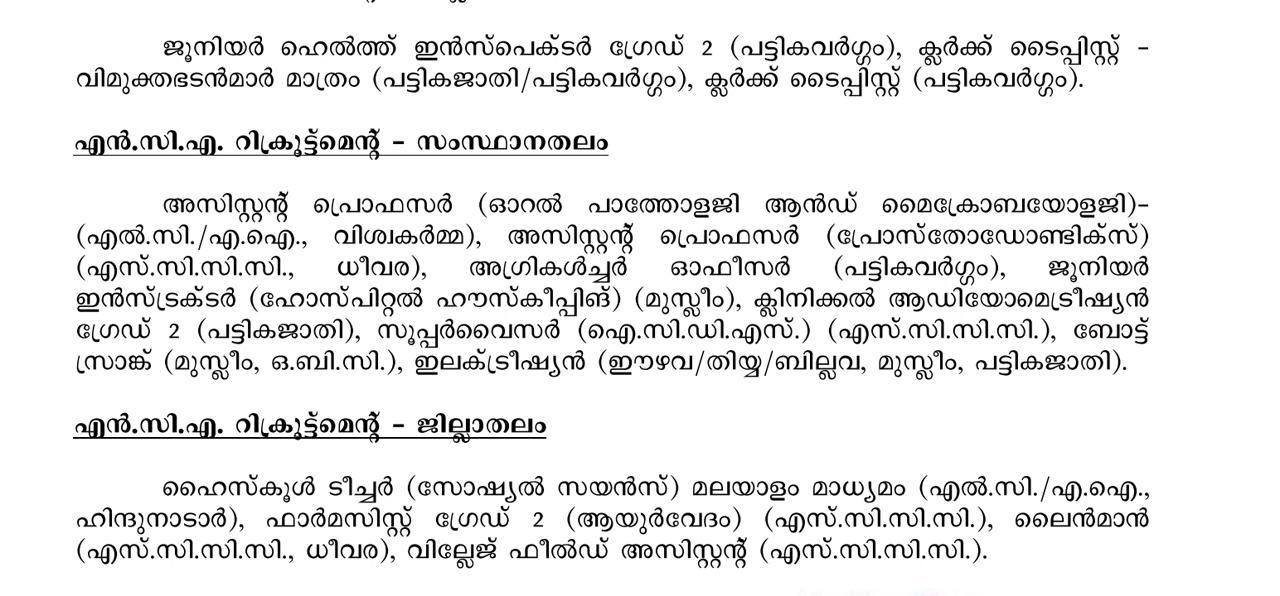 ജൂനിയർ ഹെൽത്ത് ഇൻസ്പെക്ടർ ഗ്രേഡ് 2 (പട്ടികവർഗ്ഗം), ക്ലർക്ക് ടൈപ്പിസ്റ്റ് –
വിമുക്തഭടൻമാർ മാത്രം (പട്ടികജാതി/പട്ടികവർഗ്ഗം), ക്ലർക്ക് ടൈപ്പിസ്റ്റ് (പട്ടികവർഗ്ഗം).
എൻ.സി.എ. റിക്രൂട്ട്മെന്റ് – സംസ്ഥാനതലം
അസിസ്റ്റന്റ് പ്രൊഫസർ (ഓറൽ പാത്തോളജി ആൻഡ് മൈക്രോബയോളജി)–
(എൽ.സി./എ.ഐ., വിശ്വകർമ്മ), അസിസ്റ്റന്റ് പ്രൊഫസർ (പ്രോസ്തോഡോണ്ടിക്സ്)
(എസ്.സി.സി.സി., ധീവര), അഗ്രികൾച്ചർ ഓഫീസർ (പട്ടികവർഗ്ഗം), ജൂനിയർ
ഇൻസ്ട്രക്ടർ (ഹോസ്പിറ്റൽ ഹൗസ്കീപ്പിങ്) (മുസ്ലീം), ക്ലിനിക്കൽ ആഡിയോമെട്രീഷ്യൻ
ഗ്രേഡ് 2 (പട്ടികജാതി), സൂപ്പർവൈസർ (ഐ.സി.ഡി.എസ്.) (എസ്.സി.സി.സി.), ബോട്ട്
സ്രാങ്ക് (മുസ്ലീം, ഒ.ബി.സി.), ഇലക്ട്രീഷ്യൻ (ഈഴവ/തിയ്യ/ബില്ലവ, മുസ്ലീം, പട്ടികജാതി).
എൻ.സി.എ. റിക്രൂട്ട്മെന്റ് – ജില്ലാതലം
ഹൈസ്കൂൾ ടീച്ചർ (സോഷ്യൽ സയൻസ്) മലയാളം മാധ്യമം (എൽ.സി./എ.ഐ.,
ഹിന്ദുനാടാർ), ഫാർമസിസ്റ്റ് ഗ്രേഡ് 2 (ആയുർവേദം) (എസ്.സി.സി.സി.), ലൈൻമാൻ
(എസ്.സി.സി.സി., ധീവര), വില്ലേജ് ഫീൽഡ് അസിസ്റ്റന്റ് (എസ്.സി.സി.സി.).